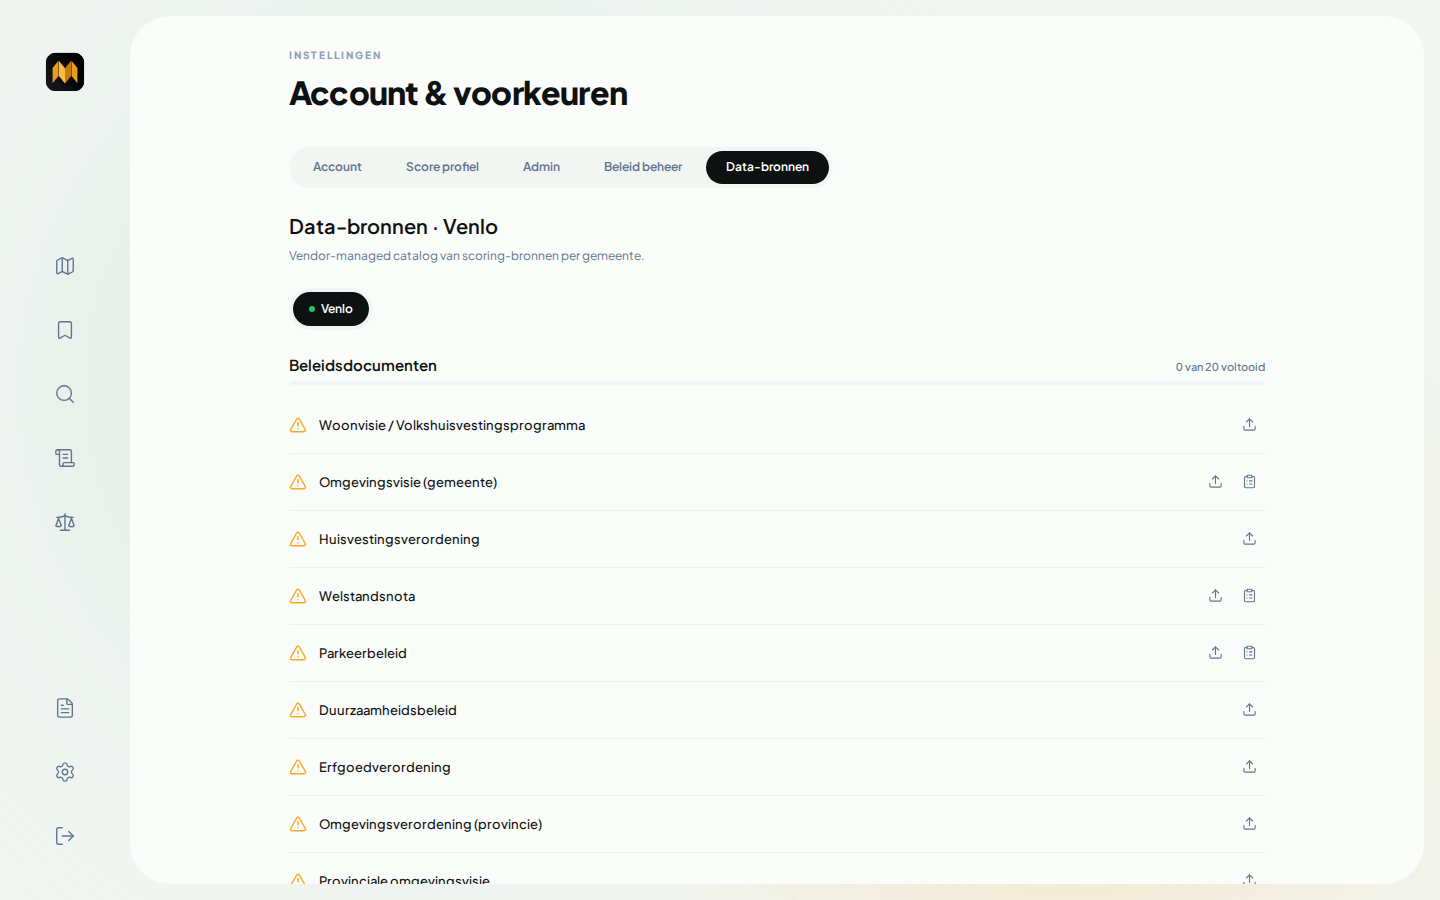 INSTELLINGEN
Account & voorkeuren
Account
Score profiel
Admin
Beleid beheer
Data-bronnen
Data-bronnen · Venlo
Vendor-managed catalog van scoring-bronnen per gemeente.
Venlo
Beleidsdocumenten
0 van 20 voltooid
Woonvisie / Volkshuisvestingsprogramma
Omgevingsvisie (gemeente)
Huisvestingsverordening
Welstandsnota
Parkeerbeleid
Duurzaamheidsbeleid
Erfgoedverordening
Omgevingsverordening (provincie)
Provinciale omgevingsvisie